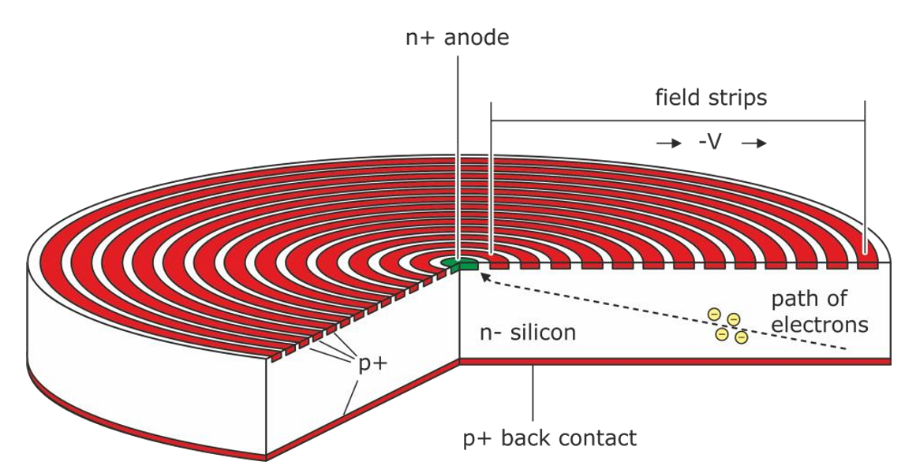 n+ anode
field strips
→ -V →
path of
electrons
n- silicon
p+
p+ back contact